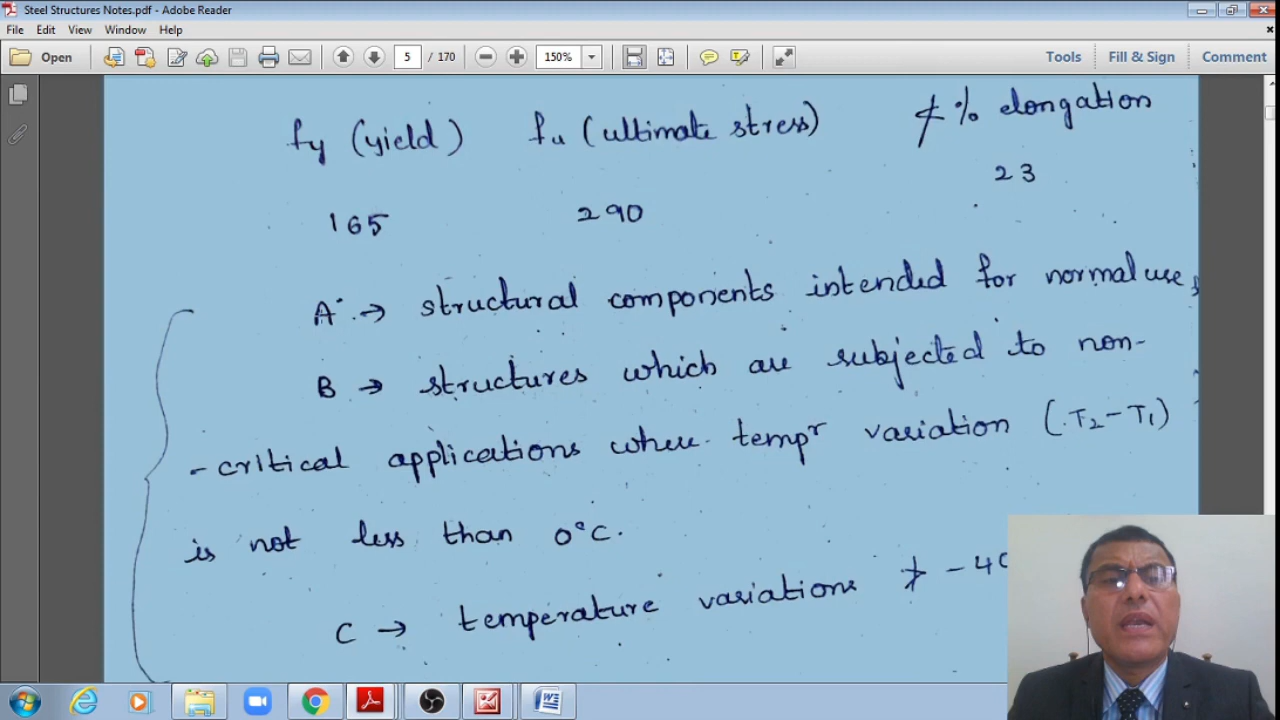 Steel Structures Notes.pdf - Adobe Reader
File Edit View Window Help
Open 5 / 170 150% Tools Fill & Sign Comment
fy (yield) fu (ultimate stress) ≮ % elongation
165 290 23
A → structural components intended for normal use,
B → structures which are subjected to non-
- critical applications where tempr variation (T2-T1)
is not less than 0°C.
C → temperature variations ≯ -40